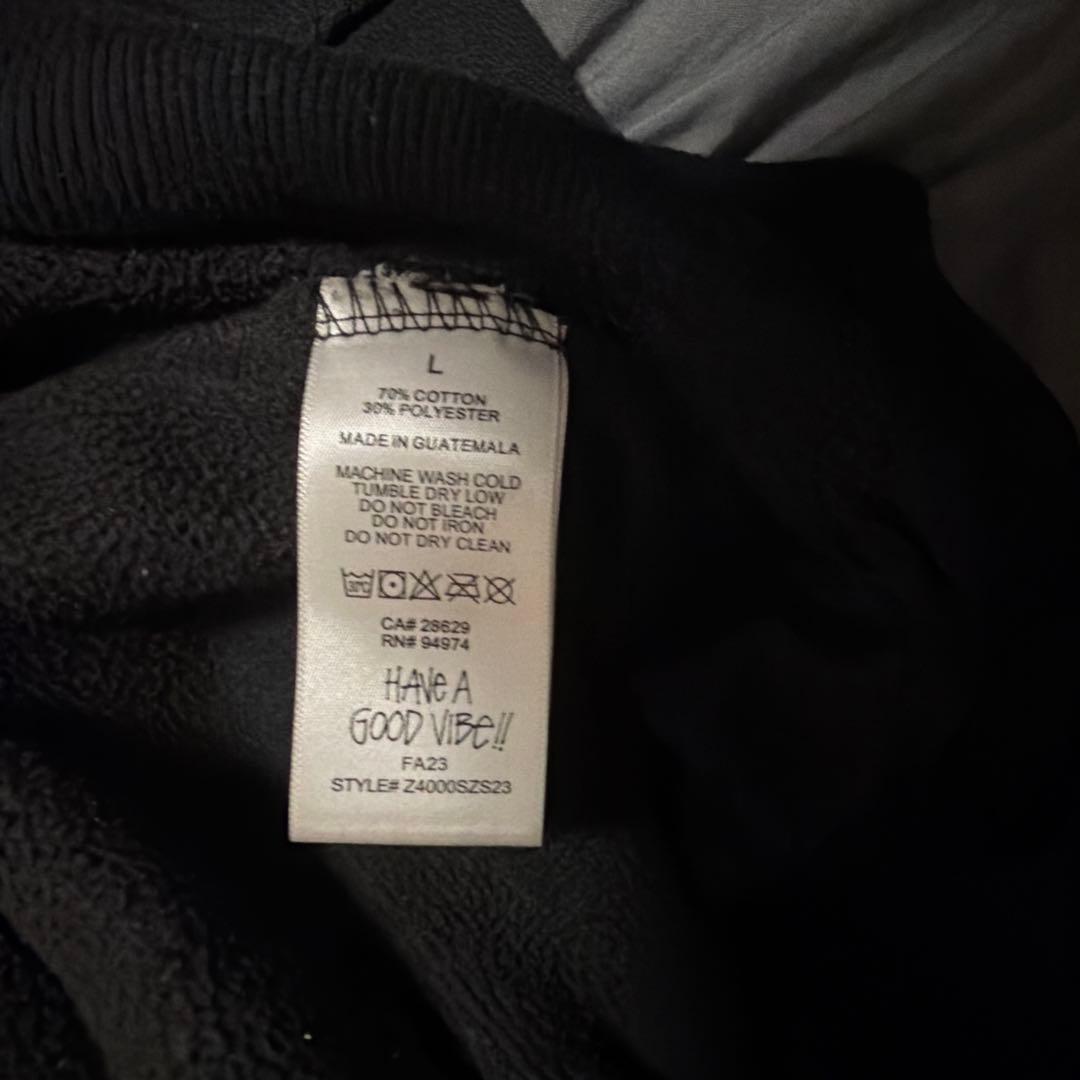 L
70% COTTON
30% POLYESTER
MADE IN GUATEMALA
MACHINE WASH COLD
TUMBLE DRY LOW
DO NOT BLEACH
DO NOT IRON
DO NOT DRY CLEAN
30°C
CA# 28629
RN# 94974
HAVE A
GOOD VIBE!!
FA23
STYLE# Z4000SZS23